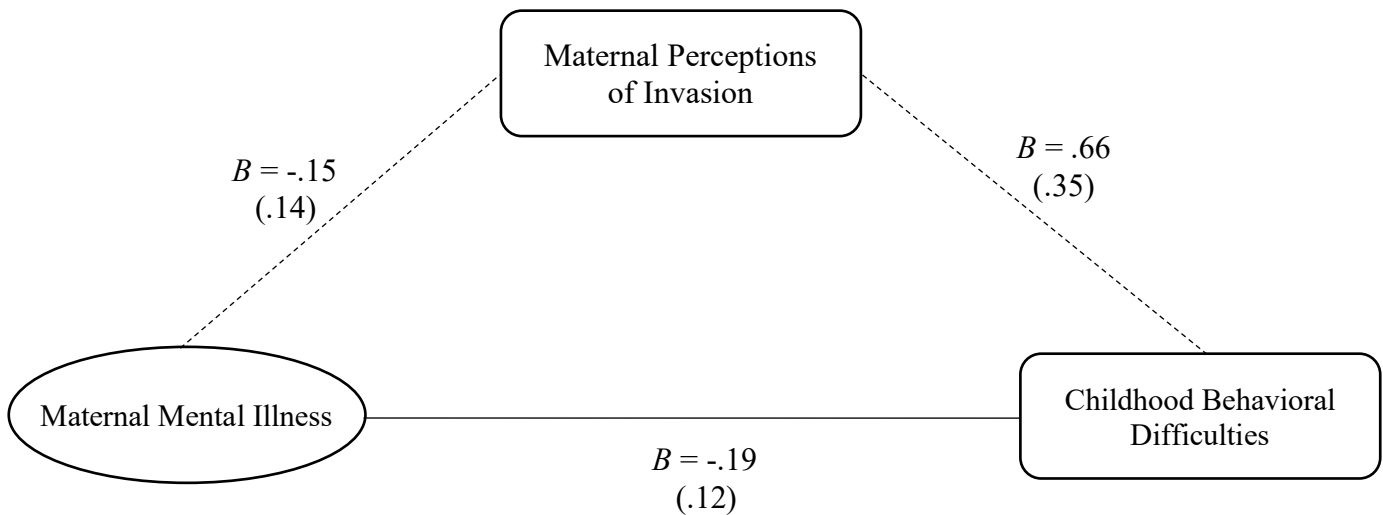 Maternal Perceptions
of Invasion
B = -.15
(.14)
B = .66
(.35)
Maternal Mental Illness
Childhood Behavioral
Difficulties
B = -.19
(.12)